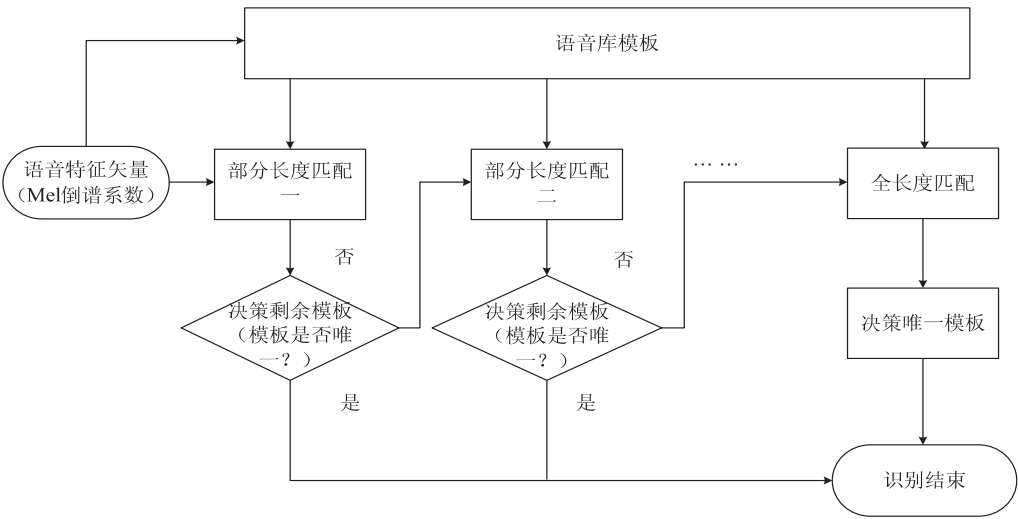 语音库模板
语音特征矢量
（Mel倒谱系数）
部分长度匹配
一
部分长度匹配
二
…… 
全长度匹配
否
否
决策剩余模板
（模板是否唯
一？）
决策剩余模板
（模板是否唯
一？）
决策唯一模板
是
是
识别结束